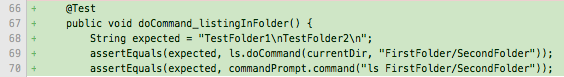 66 + @Test
67 + public void doCommand_listingInFolder() {
68 + String expected = "TestFolder1\nTestFolder2\n";
69 + assertEquals(expected, ls.doCommand(currentDir, "FirstFolder/SecondFolder"));
70 + assertEquals(expected, commandPrompt.command("ls FirstFolder/SecondFolder"));